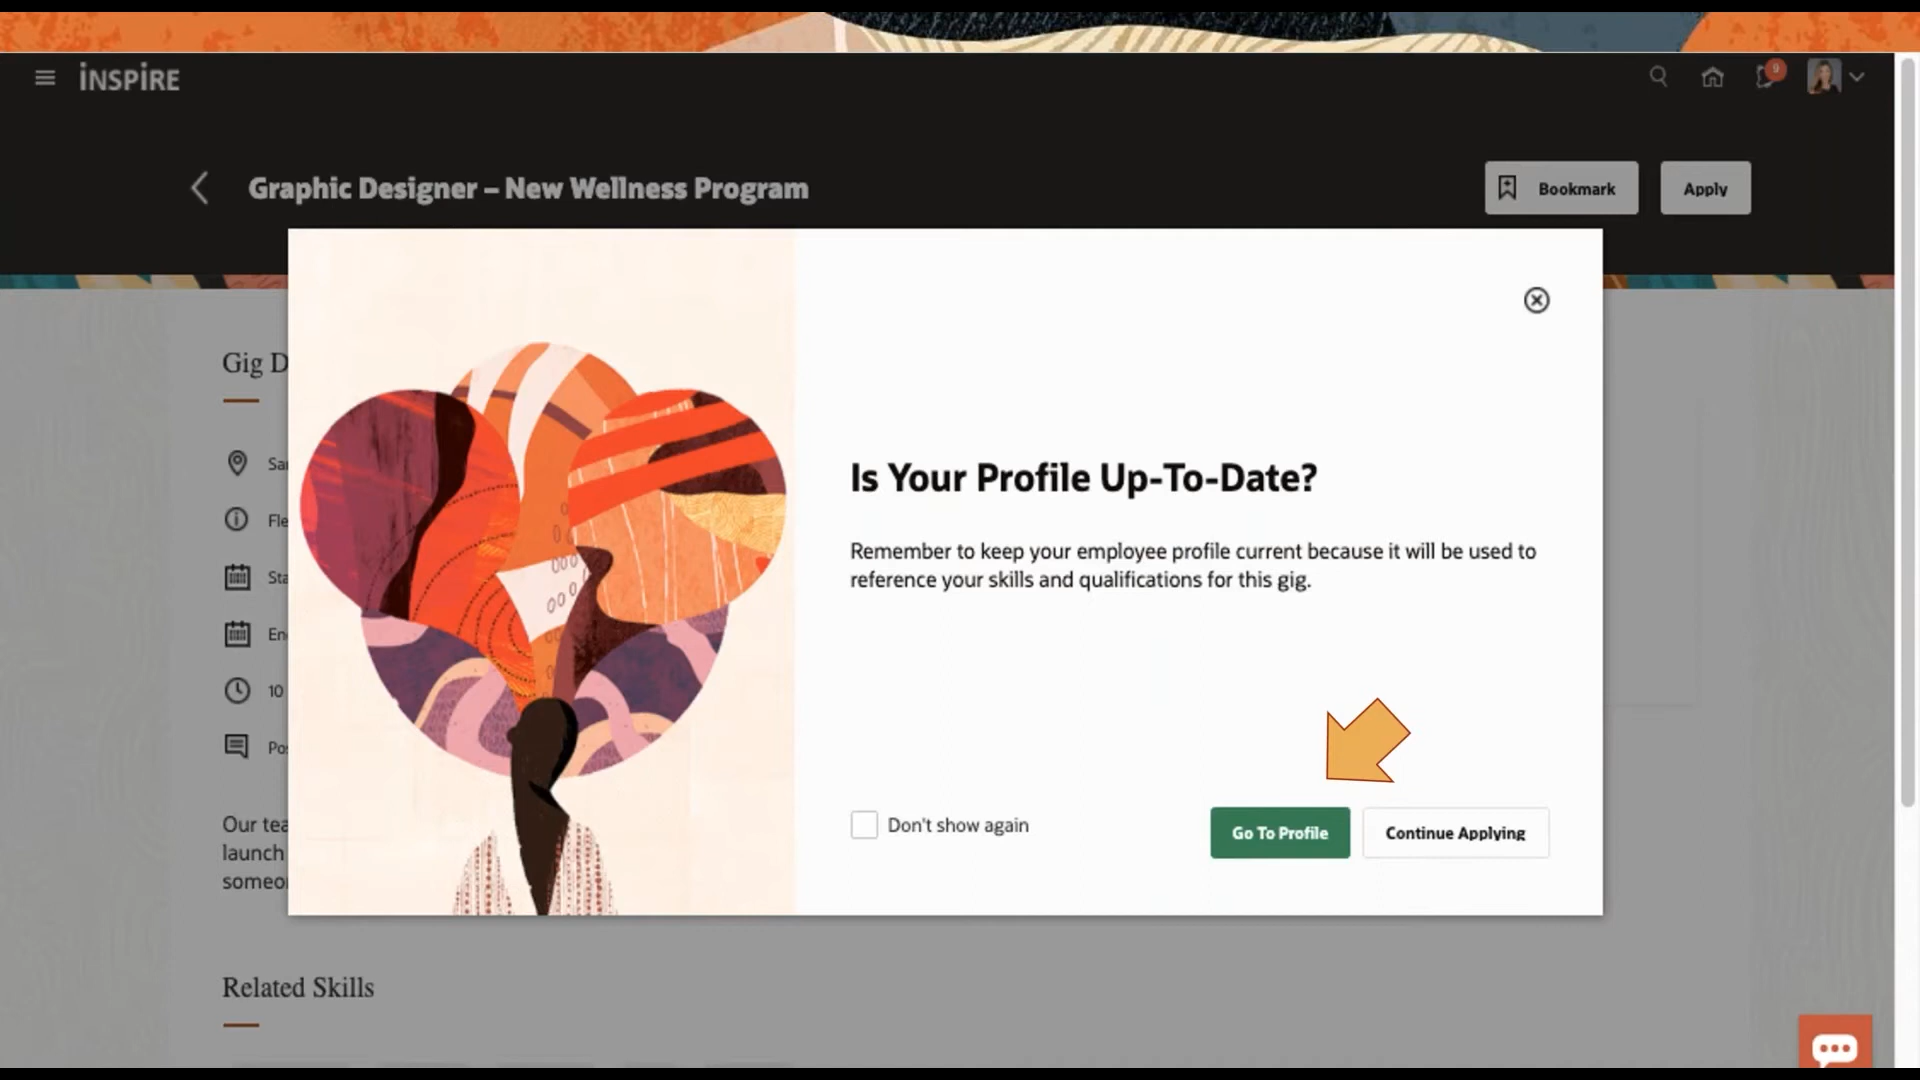 iNSPiRE
9
Graphic Designer – New Wellness Program
Bookmark
Apply
Gig D
Is Your Profile Up-To-Date?
Remember to keep your employee profile current because it will be used to
reference your skills and qualifications for this gig.
10
Our
launch
Don't show again
Go To Profile
Continue Applying
Related Skills